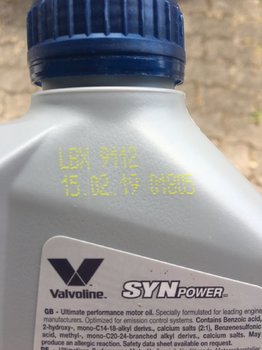 LBX 9112
15.02.19 01805
Valvoline. SYNPOWER
GB - Ultimate performance motor oil. Specially formulated for leading engine
manufacturers. Optimized for emission control systems. Contains Benzoic acid,
2-hydroxy-, mono-C14-18-alkyl derivs., calcium salts (2:1), Benzenesulfonic
acid, methyl-, mono-C20-24-branched alkyl derivs., calcium salts. May
produce an allergic reaction. Safety data sheet available on request.